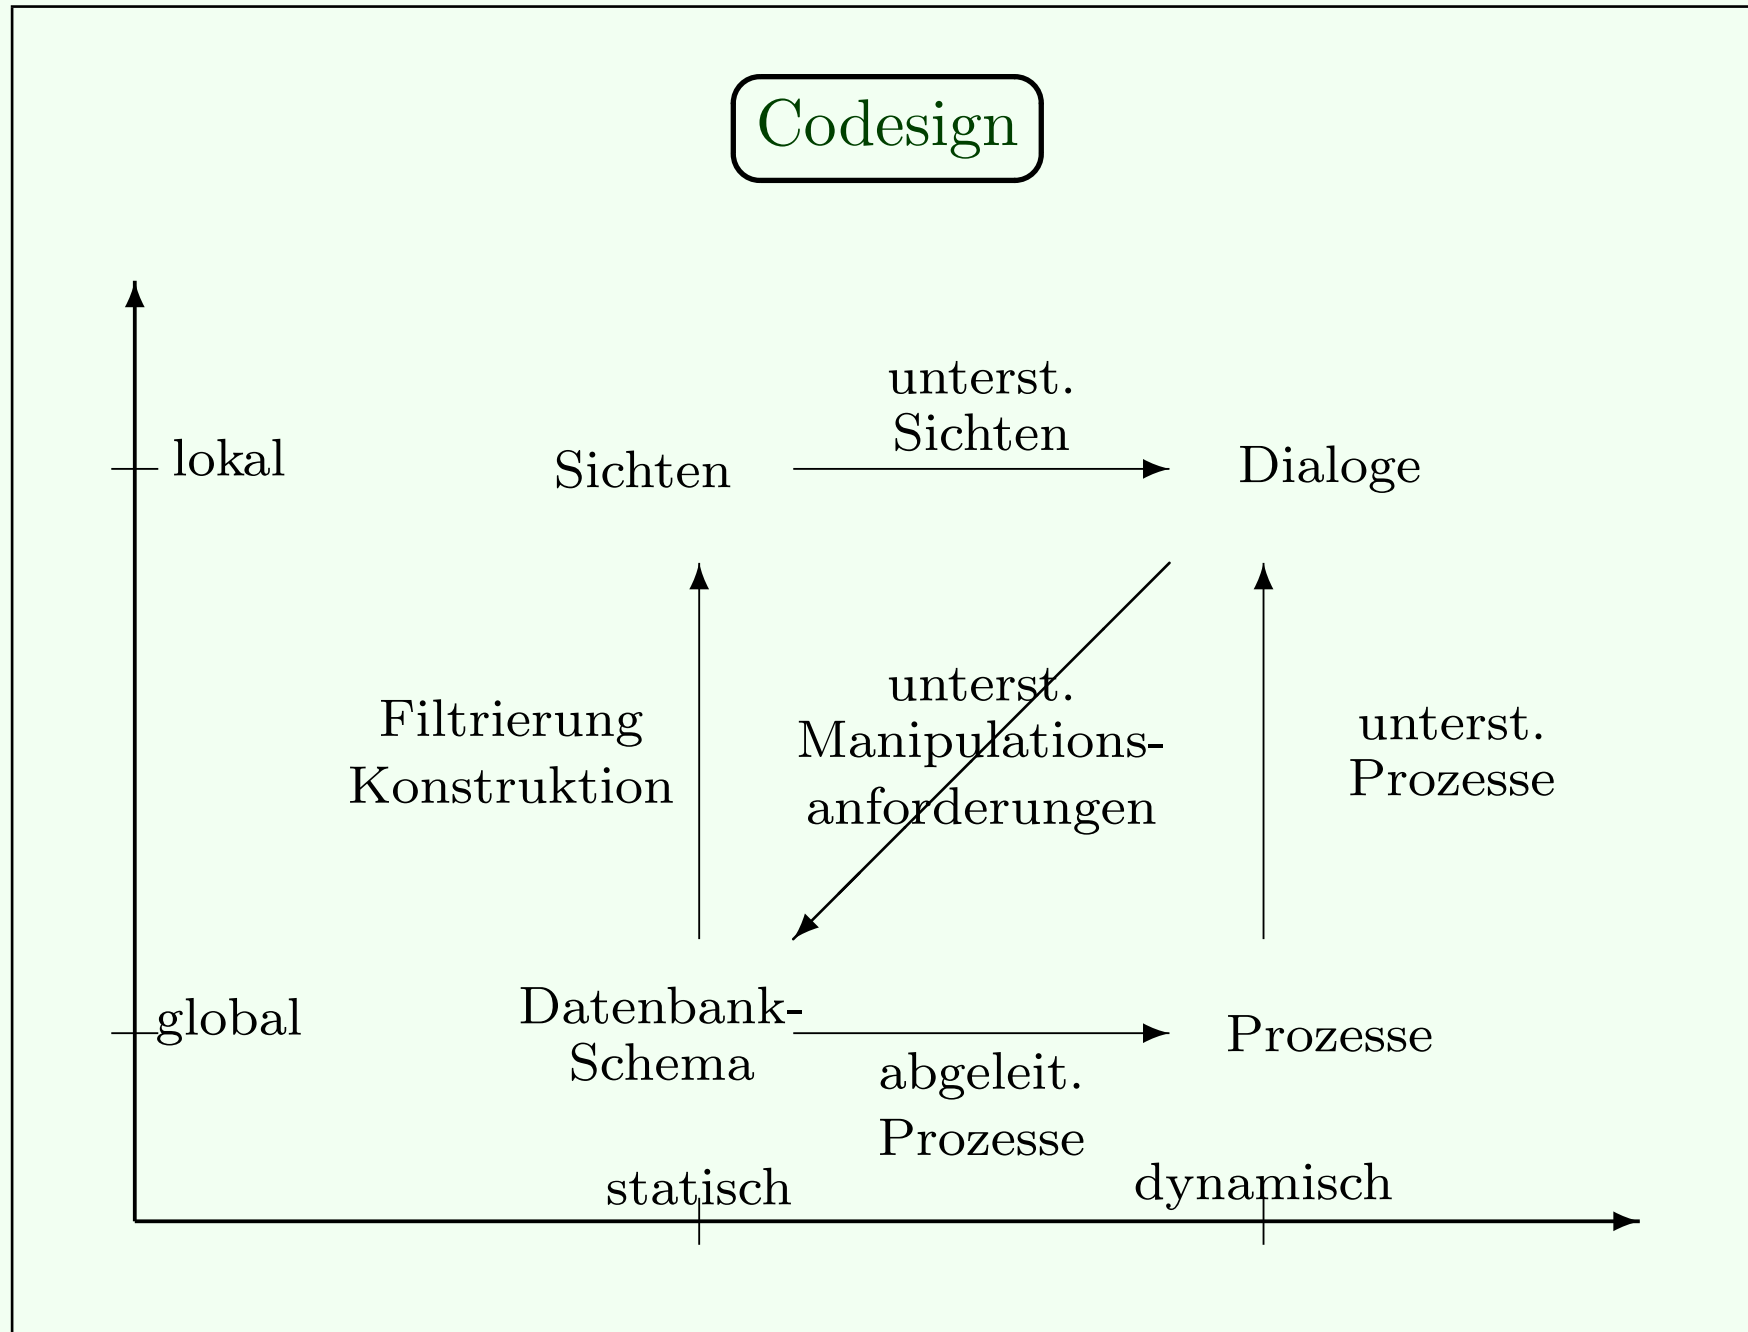 Codesign
unterst.
Sichten
lokal
Sichten
Dialoge
Filtrierung
Konstruktion
unterst.
Manipulations-
anforderungen
unterst.
Prozesse
global
Datenbank-
Schema
Prozesse
abgeleit.
Prozesse
statisch
dynamisch